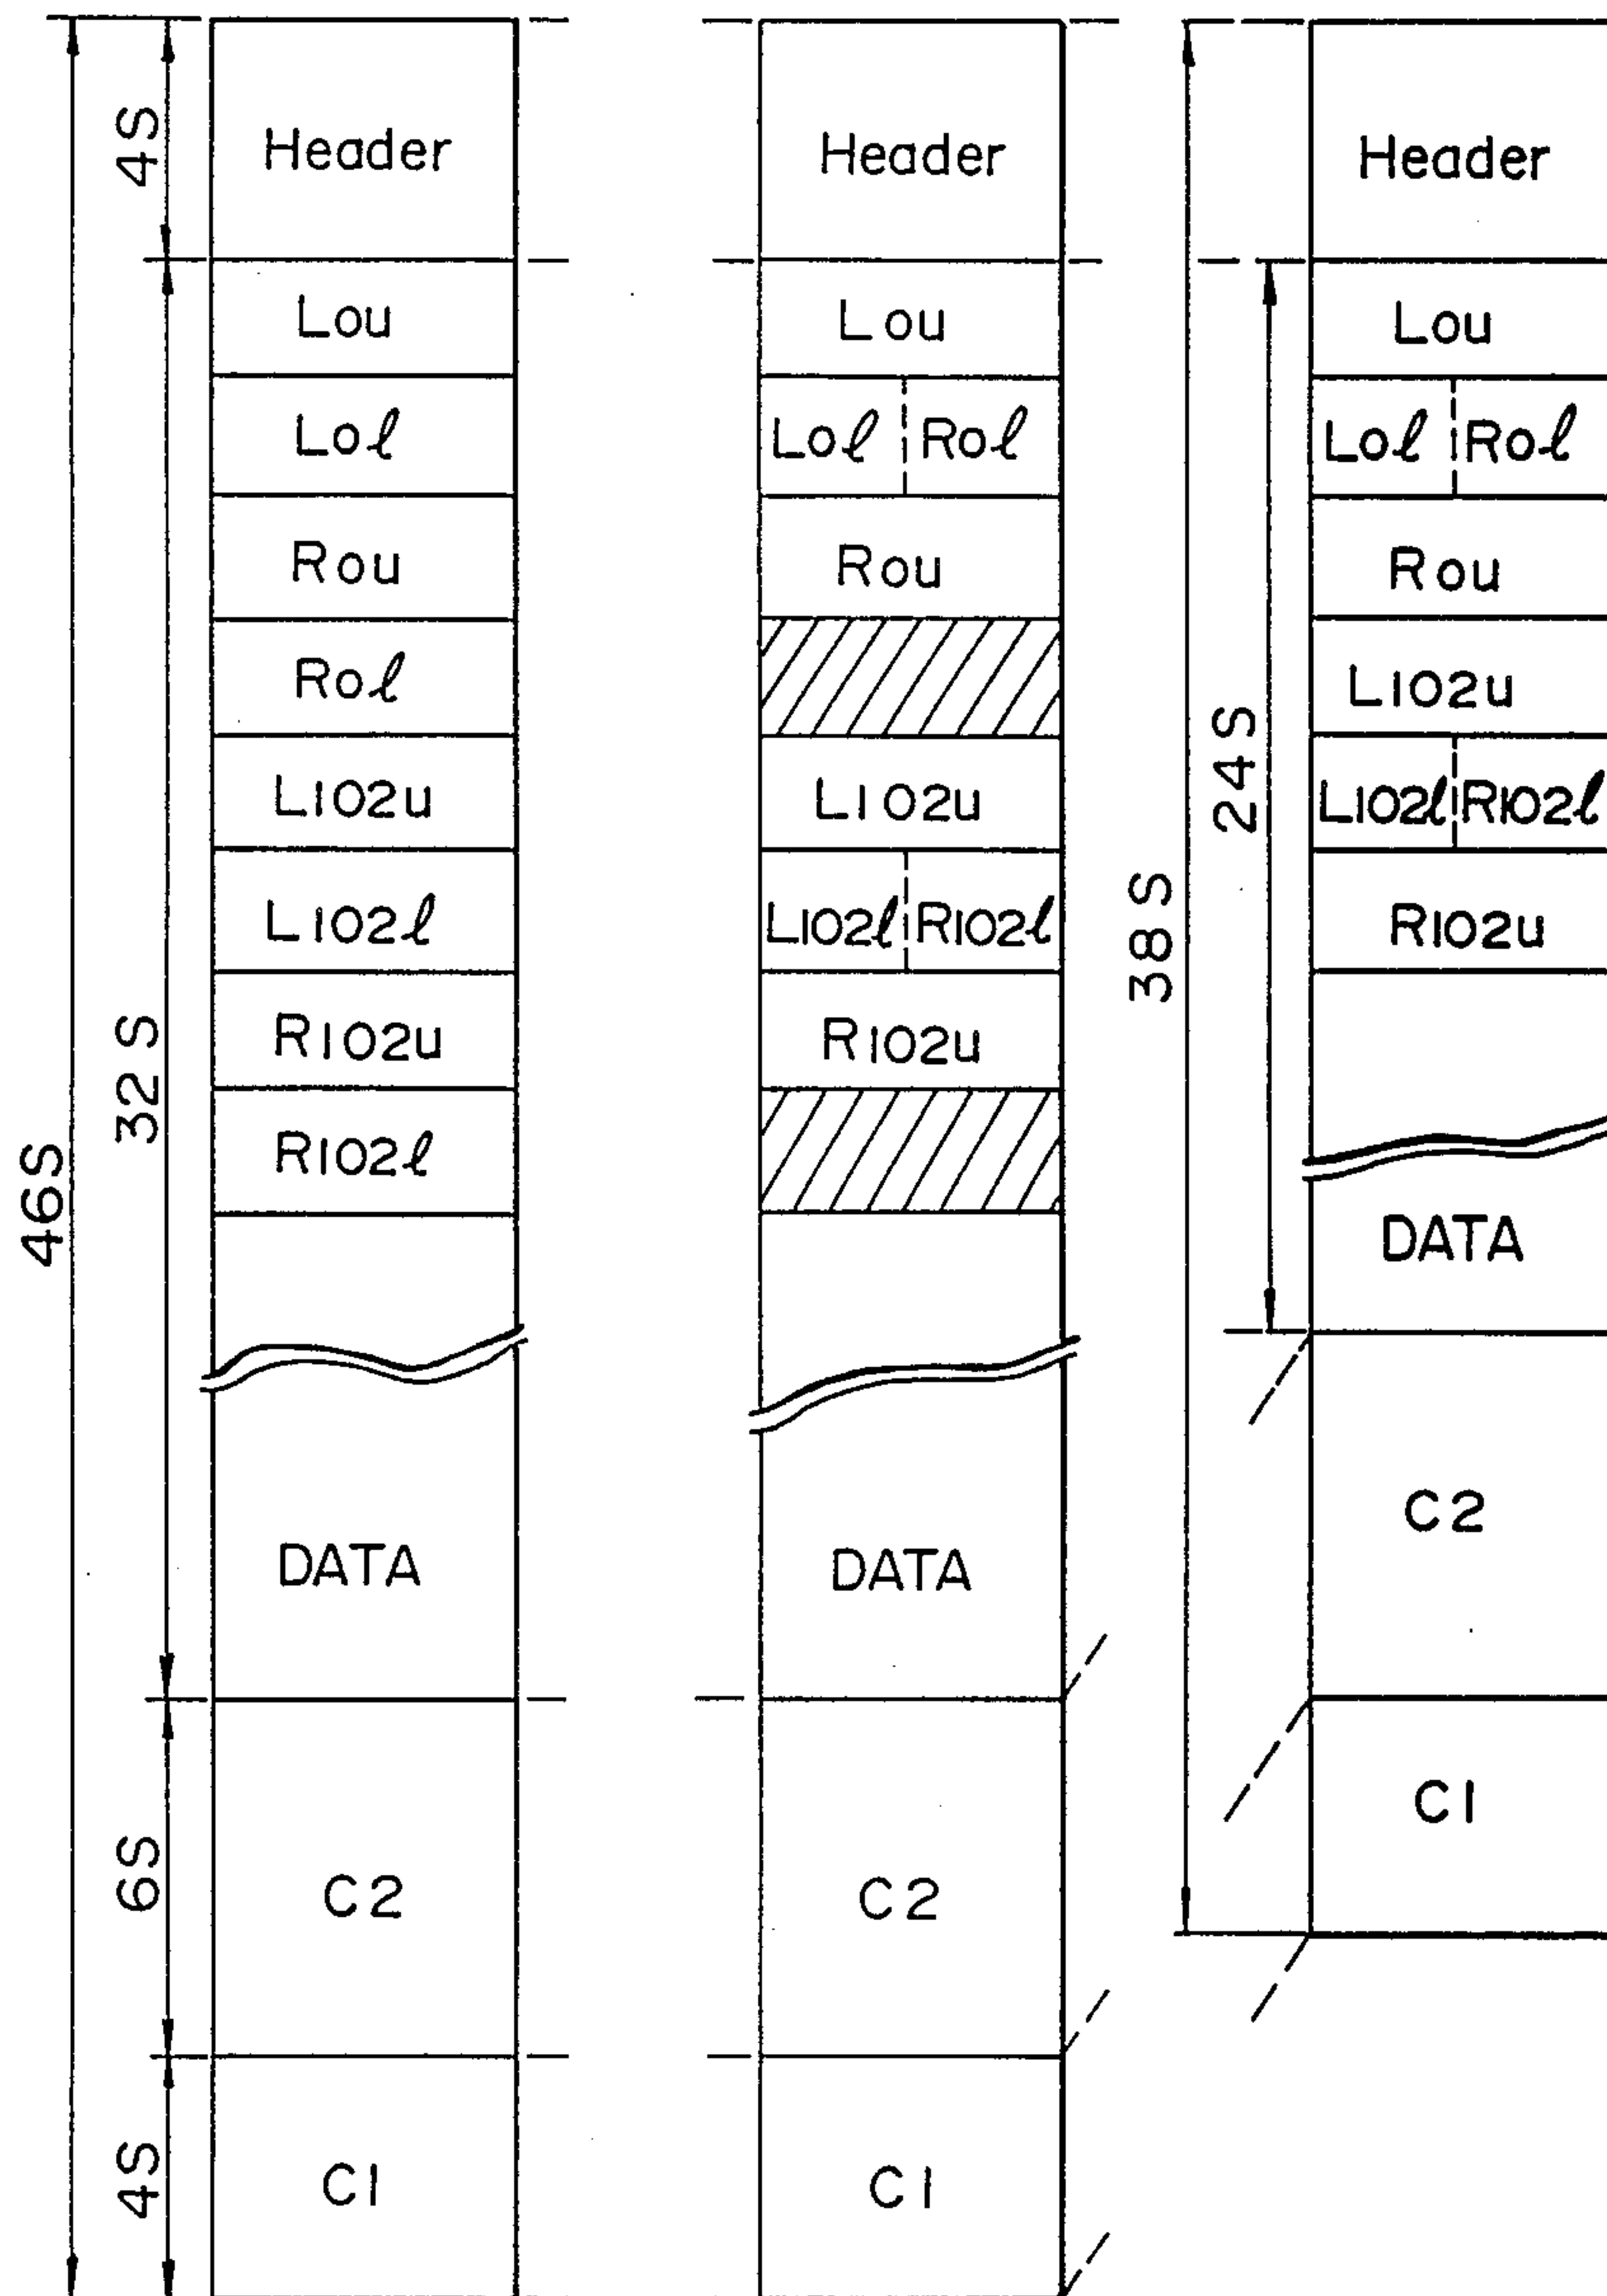 46S
4S
32S
6S
4S
Header
Lou
Loℓ
Rou
Roℓ
L102u
L102ℓ
R102u
R102ℓ
DATA
C2
C1
Header
Lou
Loℓ Roℓ
Rou
L102u
L102ℓ R102ℓ
R102u
DATA
C2
C1
38S
24S
Header
Lou
Loℓ Roℓ
Rou
L102u
L102ℓ R102ℓ
R102u
DATA
C2
C1